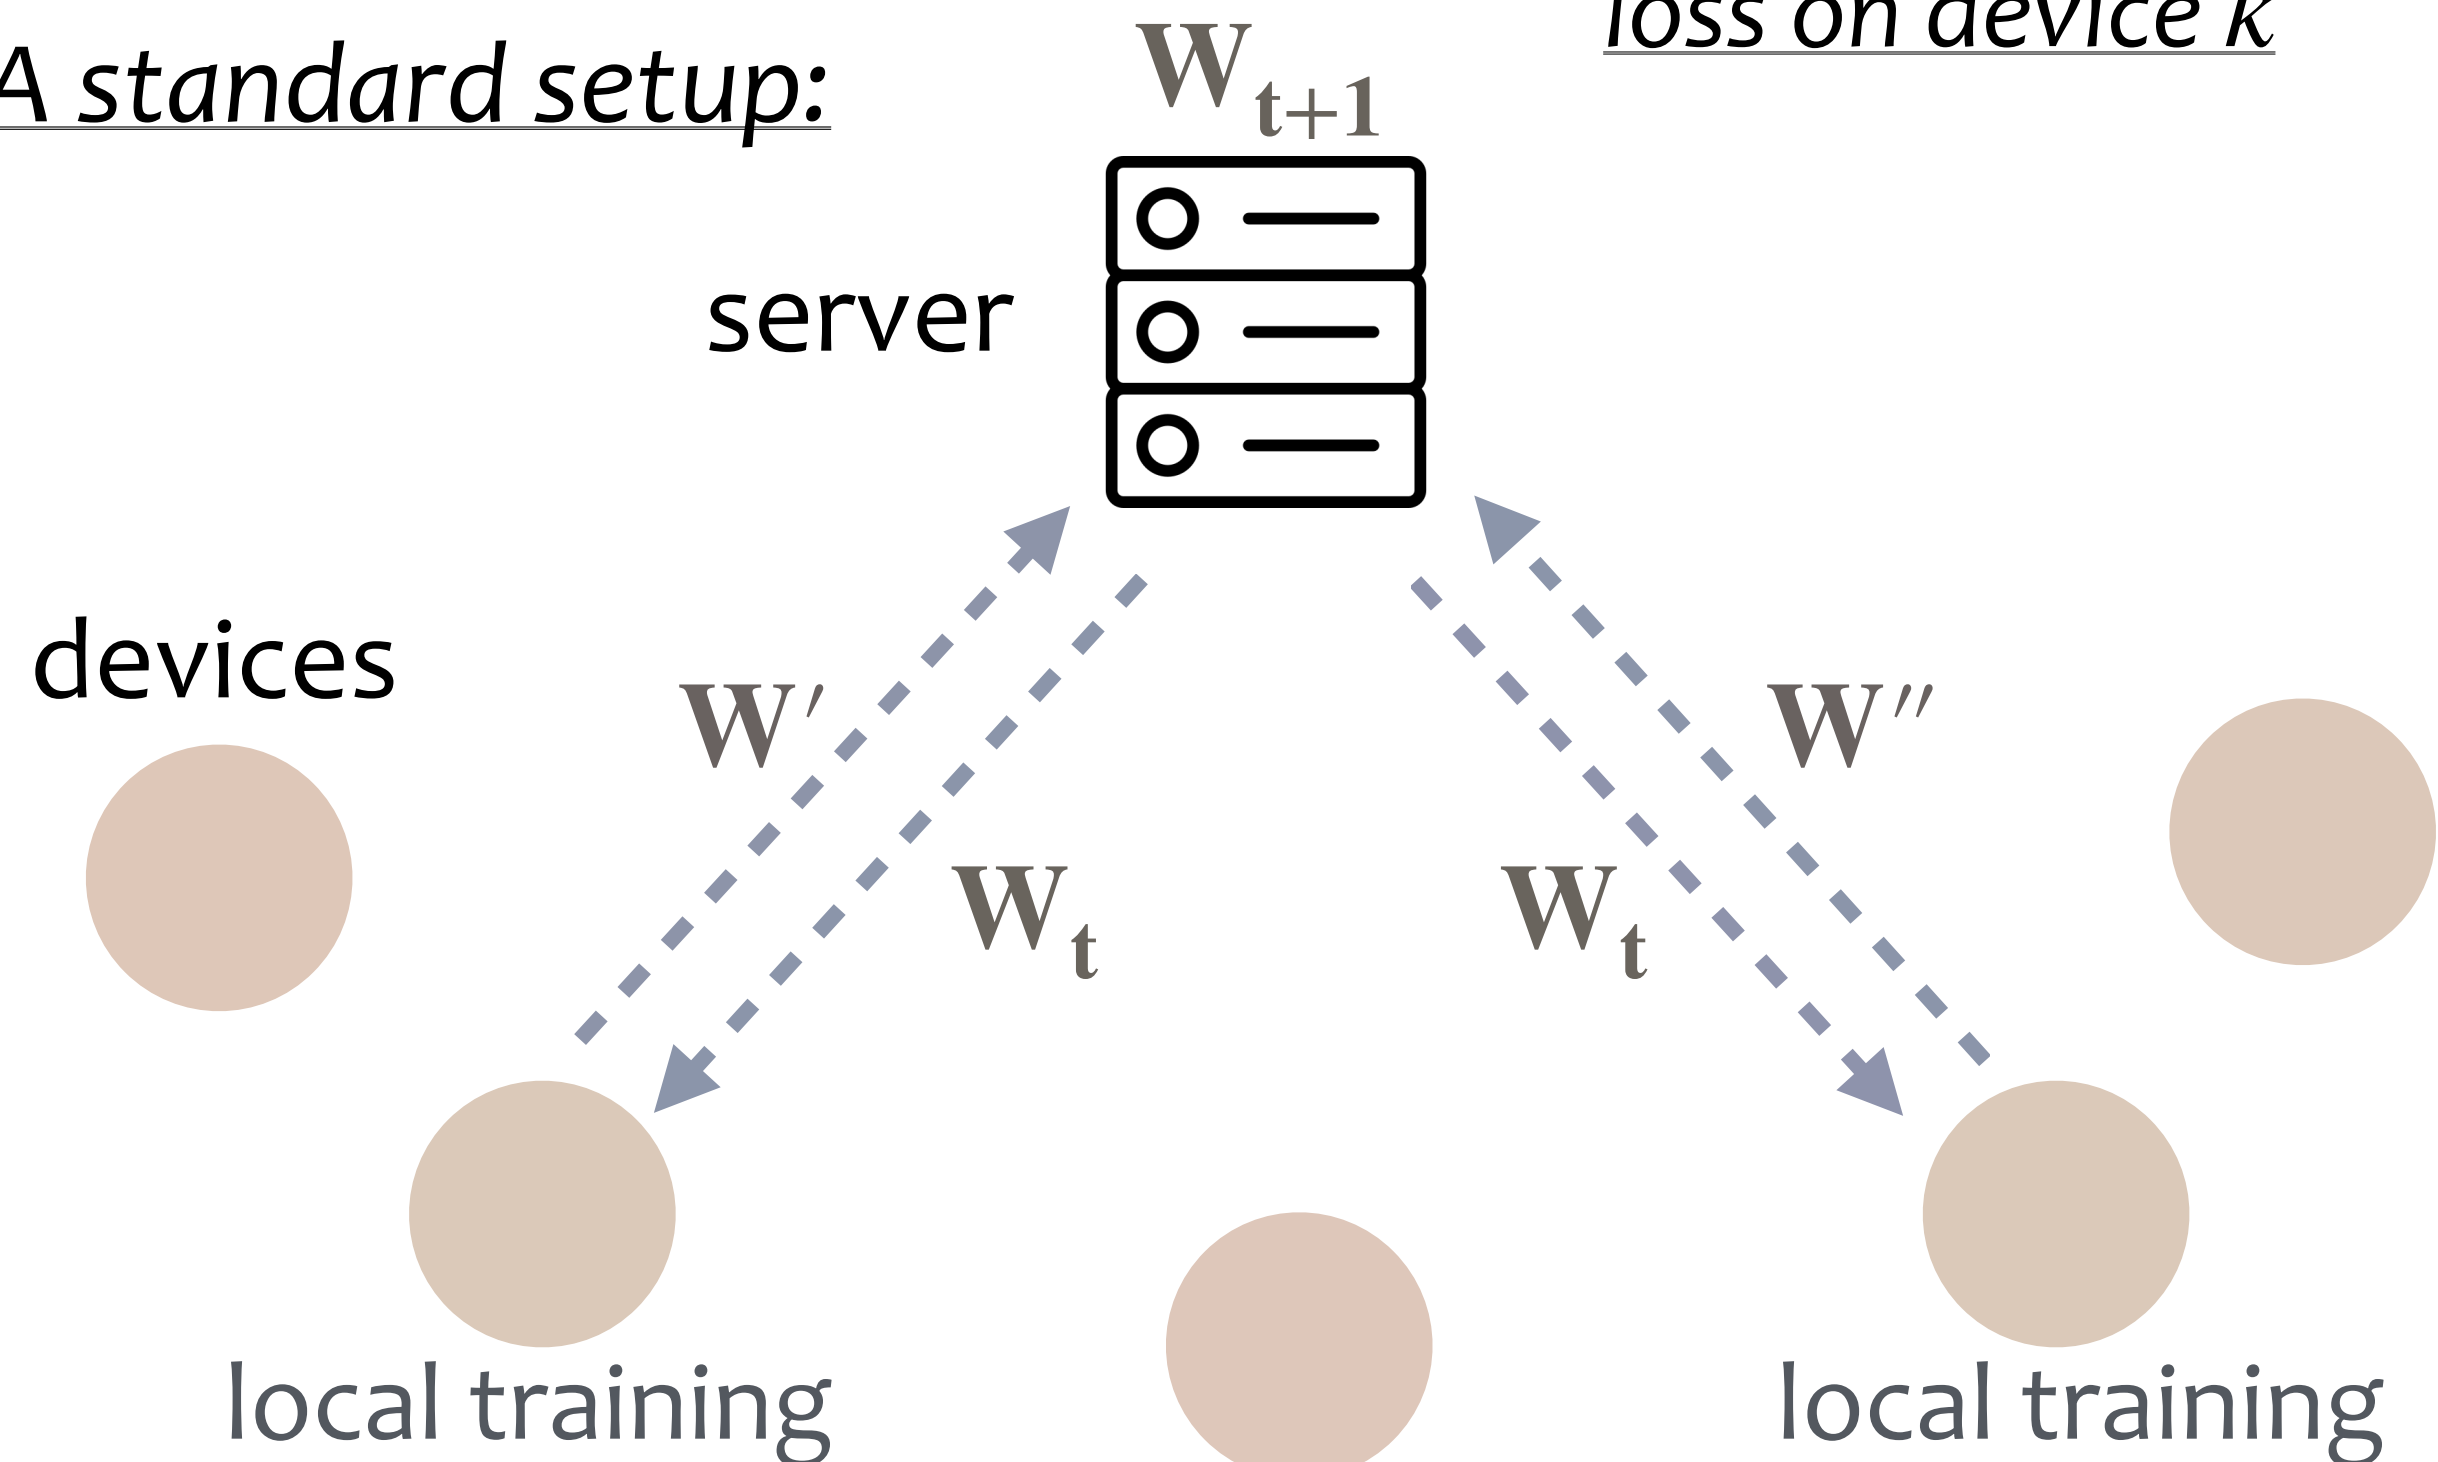 loss on device k
A standard setup:
W_{t+1}
server
devices
W′
W″
W_t
W_t
local training
local training